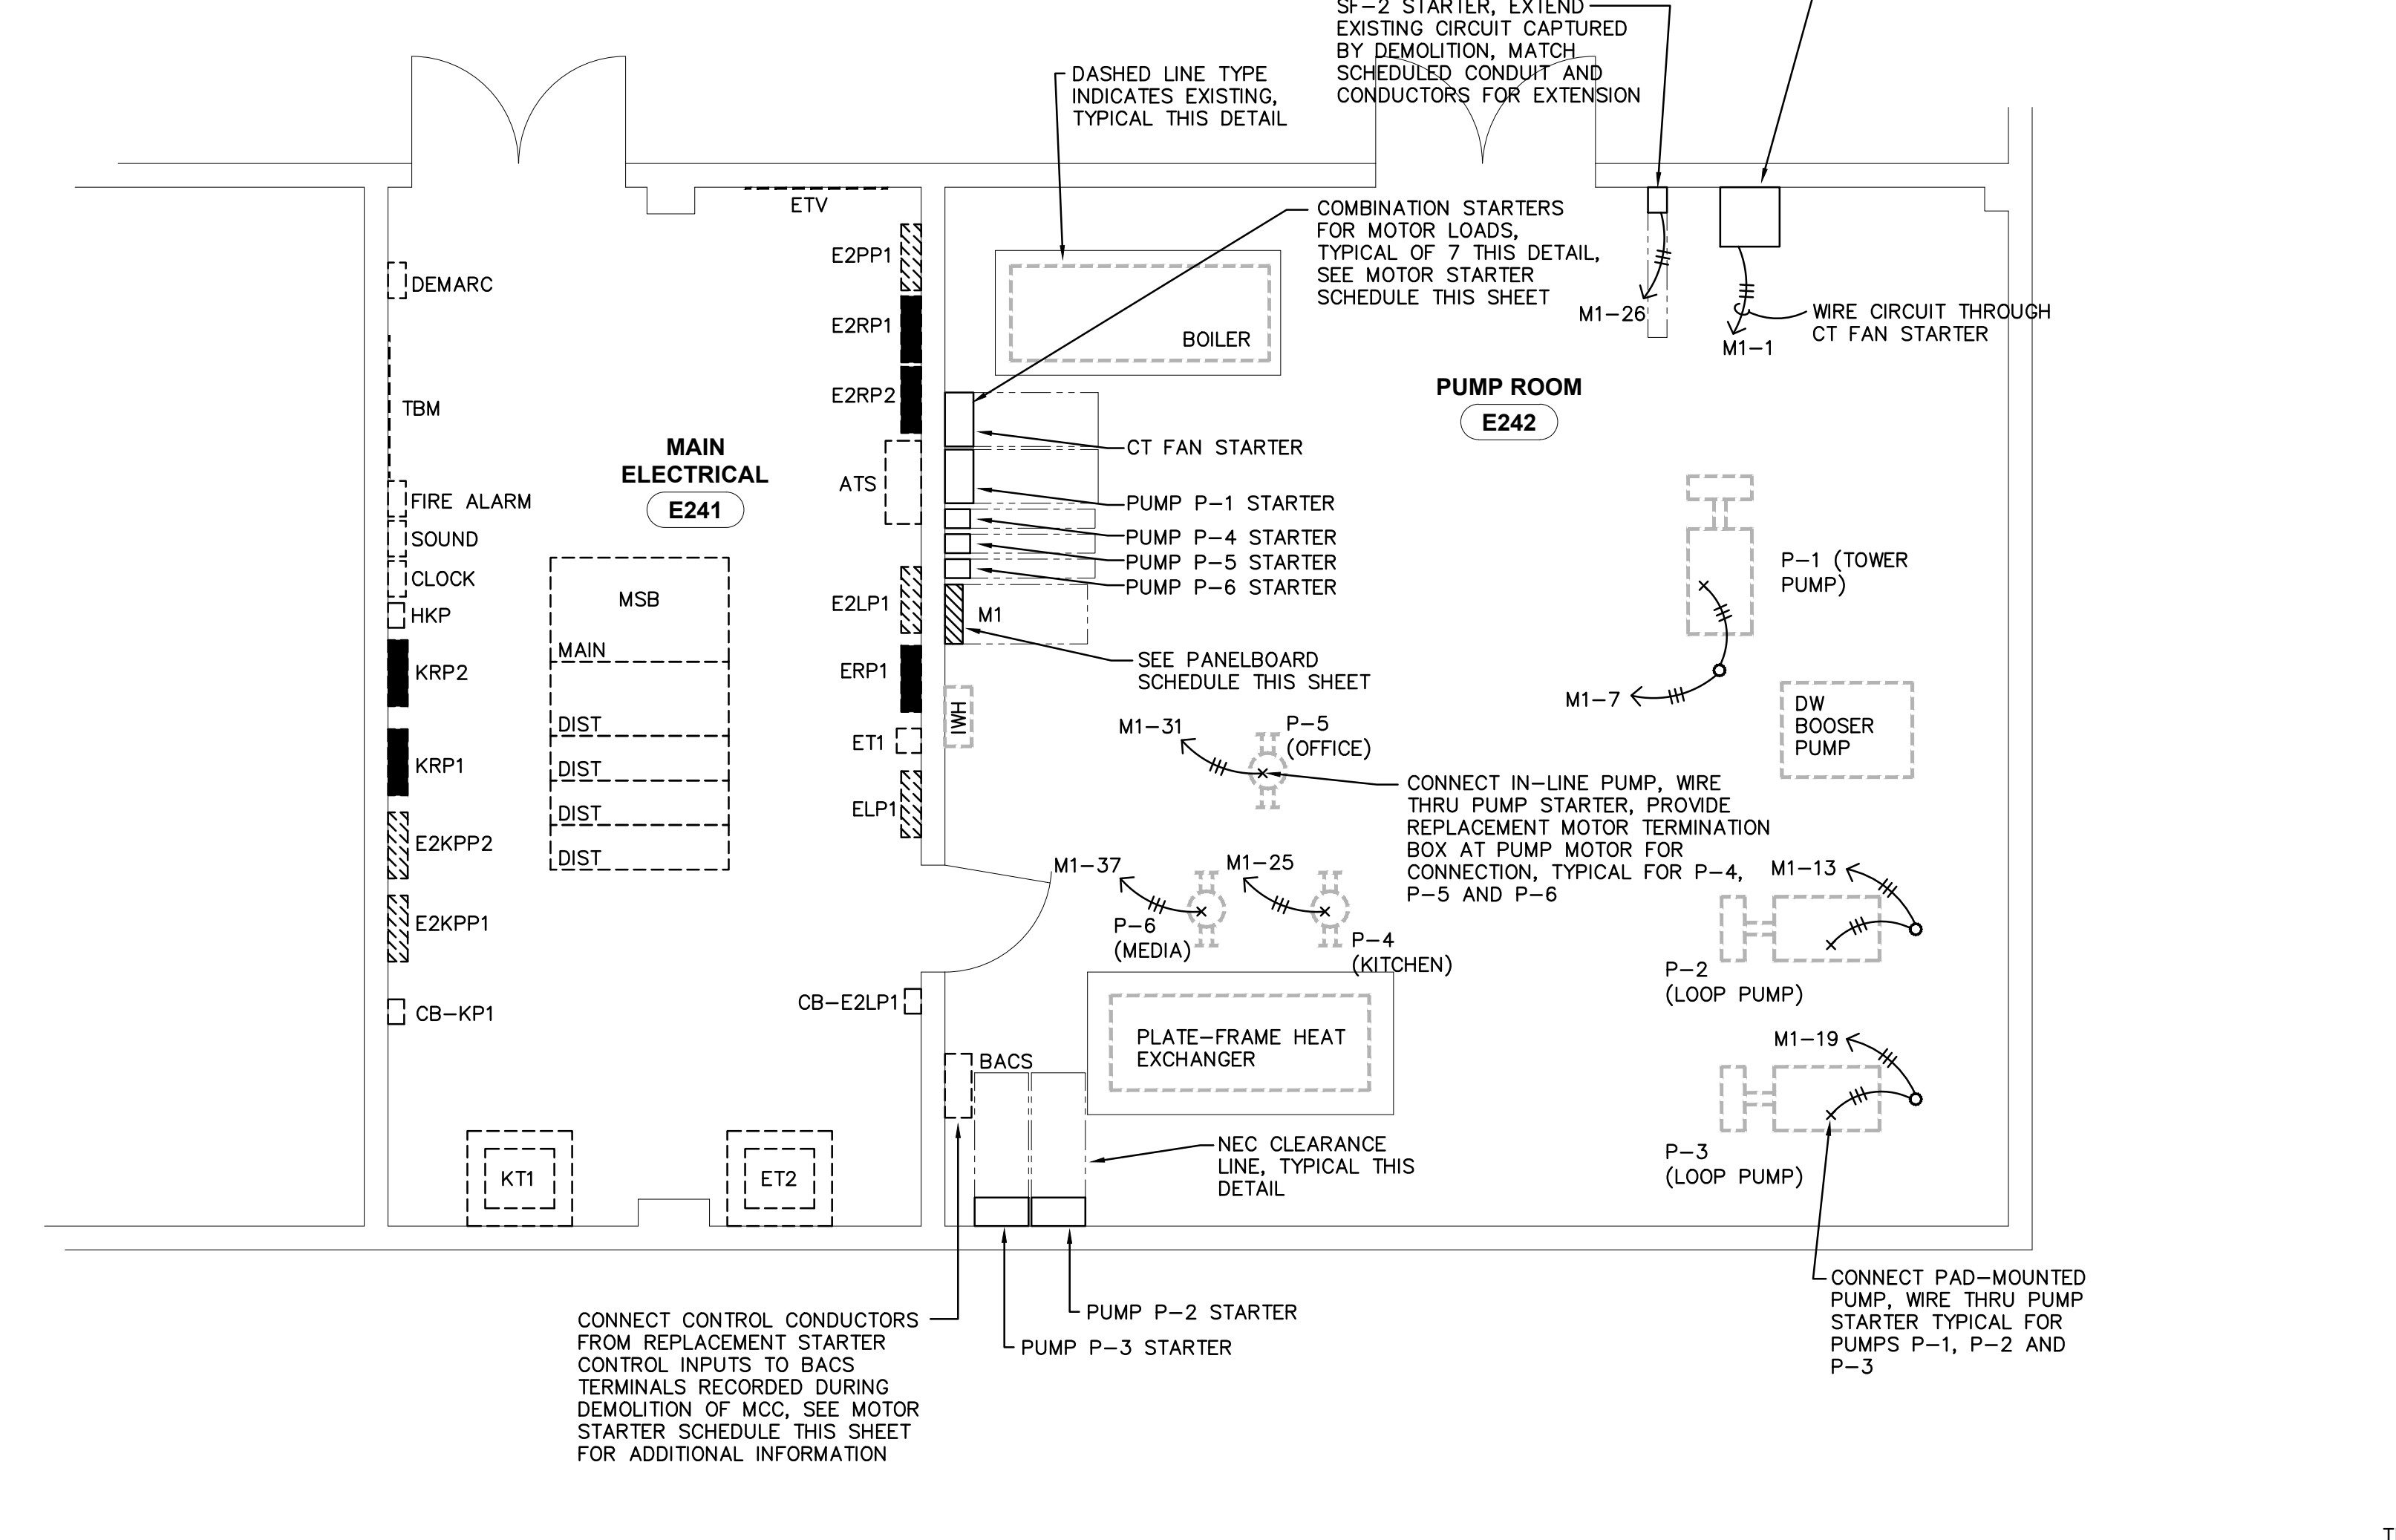 SF-2 STARTER, EXTEND
EXISTING CIRCUIT CAPTURED
BY DEMOLITION, MATCH
SCHEDULED CONDUIT AND
CONDUCTORS FOR EXTENSION
DASHED LINE TYPE
INDICATES EXISTING,
TYPICAL THIS DETAIL
ETV
COMBINATION STARTERS
FOR MOTOR LOADS,
TYPICAL OF 7 THIS DETAIL,
SEE MOTOR STARTER
SCHEDULE THIS SHEET
E2PP1
DEMARC
M1-26
WIRE CIRCUIT THROUGH
CT FAN STARTER
M1-1
E2RP1
BOILER
E2RP2
TBM
PUMP ROOM
E242
MAIN
ELECTRICAL
E241
CT FAN STARTER
ATS
FIRE ALARM
PUMP P-1 STARTER
SOUND
PUMP P-4 STARTER
PUMP P-5 STARTER
CLOCK
PUMP P-6 STARTER
P-1 (TOWER
PUMP)
HKP
MSB
E2LP1
M1
MAIN
KRP2
ERP1
SEE PANELBOARD
SCHEDULE THIS SHEET
M1-7
DW
BOOSER
PUMP
IWH
DIST
M1-31
P-5
(OFFICE)
ET1
KRP1
DIST
CONNECT IN-LINE PUMP, WIRE
THRU PUMP STARTER, PROVIDE
REPLACEMENT MOTOR TERMINATION
BOX AT PUMP MOTOR FOR
CONNECTION, TYPICAL FOR P-4,
P-5 AND P-6
ELP1
DIST
E2KPP2
DIST
M1-37
M1-25
M1-13
E2KPP1
P-6
(MEDIA)
P-4
(KITCHEN)
P-2
(LOOP PUMP)
CB-KP1
CB-E2LP1
PLATE-FRAME HEAT
EXCHANGER
M1-19
BACS
NEC CLEARANCE
LINE, TYPICAL THIS
DETAIL
P-3
(LOOP PUMP)
KT1
ET2
CONNECT PAD-MOUNTED
PUMP, WIRE THRU PUMP
STARTER TYPICAL FOR
PUMPS P-1, P-2 AND
P-3
PUMP P-2 STARTER
PUMP P-3 STARTER
CONNECT CONTROL CONDUCTORS
FROM REPLACEMENT STARTER
CONTROL INPUTS TO BACS
TERMINALS RECORDED DURING
DEMOLITION OF MCC, SEE MOTOR
STARTER SCHEDULE THIS SHEET
FOR ADDITIONAL INFORMATION